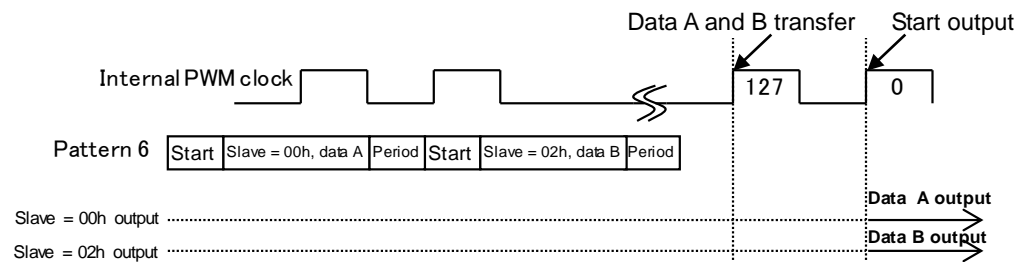 Data A and B transfer Start output
Internal PWM clock 127 0
Pattern 6 Start Slave = 00h, data A Period Start Slave = 02h, data B Period
Data A output
Slave = 00h output
Data B output
Slave = 02h output